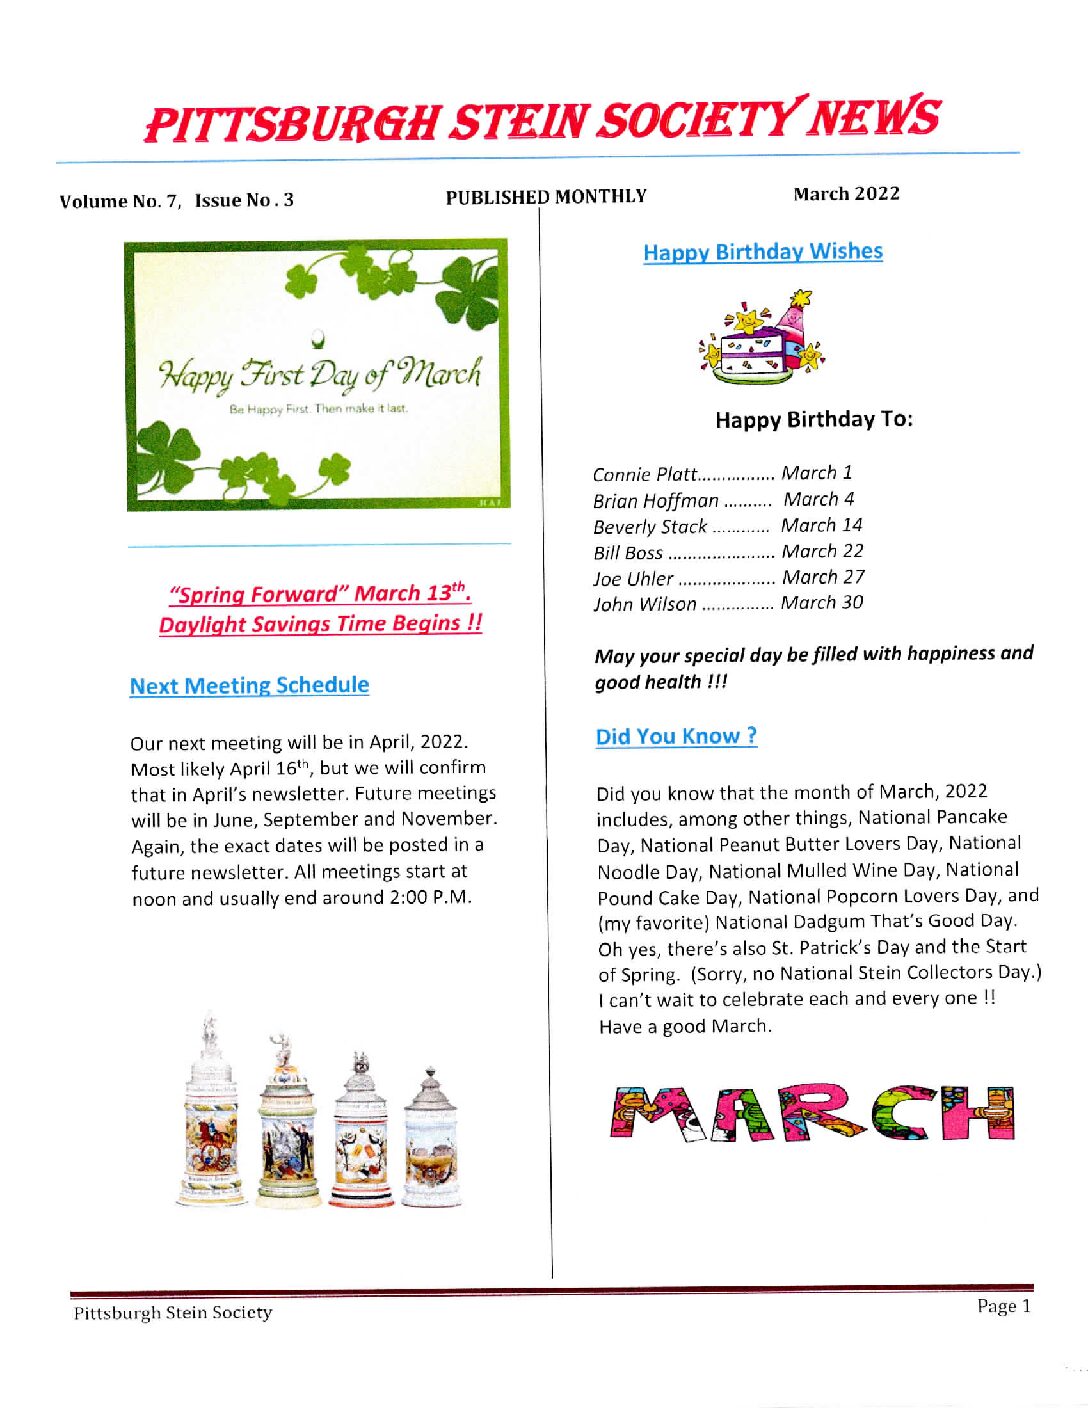 PITTSBURGH STEIN SOCIETY NEWS
Volume No. 7, Issue No. 3 PUBLISHED MONTHLY March 2022
Happy First Day of March
Be Happy First. Then make it last.
"Spring Forward" March 13th.
Daylight Savings Time Begins !!
Next Meeting Schedule
Our next meeting will be in April, 2022.
Most likely April 16th, but we will confirm
that in April's newsletter. Future meetings
will be in June, September and November.
Again, the exact dates will be posted in a
future newsletter. All meetings start at
noon and usually end around 2:00 P.M.
Happy Birthday Wishes
Happy Birthday To:
Connie Platt................ March 1
Brian Hoffman .......... March 4
Beverly Stack ............ March 14
Bill Boss ...................... March 22
Joe Uhler .................... March 27
John Wilson ............... March 30
May your special day be filled with happiness and
good health !!!
Did You Know ?
Did you know that the month of March, 2022
includes, among other things, National Pancake
Day, National Peanut Butter Lovers Day, National
Noodle Day, National Mulled Wine Day, National
Pound Cake Day, National Popcorn Lovers Day, and
(my favorite) National Dadgum That's Good Day.
Oh yes, there's also St. Patrick's Day and the Start
of Spring. (Sorry, no National Stein Collectors Day.)
I can't wait to celebrate each and every one !!
Have a good March.
MARCH
Pittsburgh Stein Society Page 1